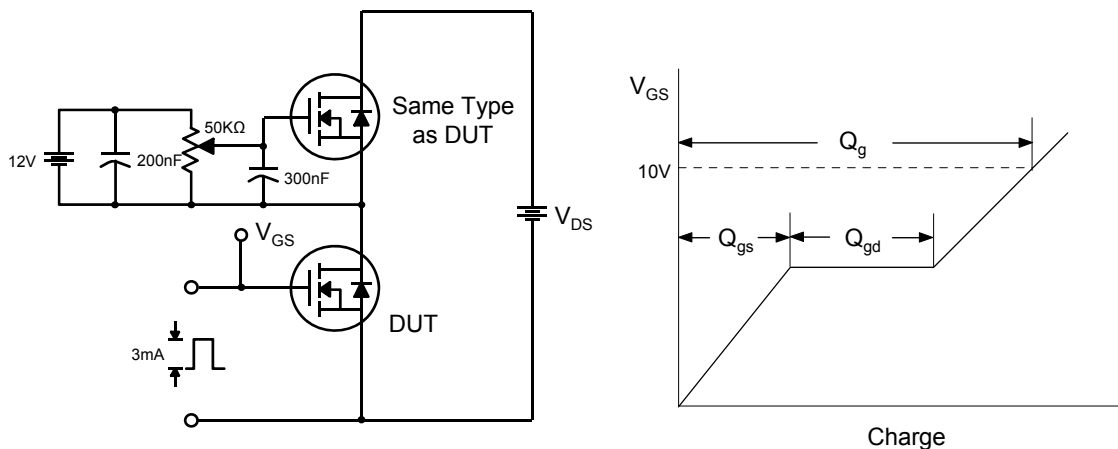 Same Type
as DUT
50KΩ
12V
200nF
300nF
V_GS
V_DS
DUT
3mA
V_GS
Q_g
10V
Q_gs
Q_gd
Charge